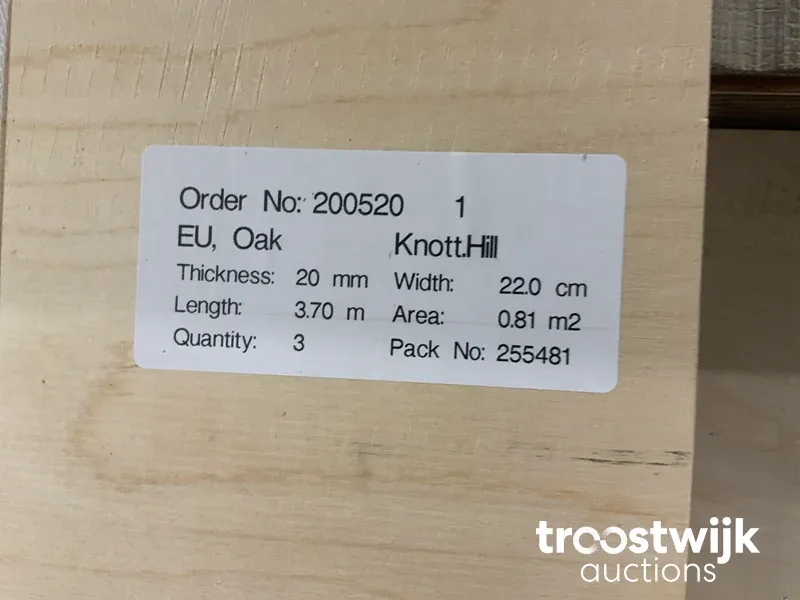 Order No: 200520 1
EU, Oak Knott.Hill
Thickness: 20 mm Width: 22.0 cm
Length: 3.70 m Area: 0.81 m2
Quantity: 3 Pack No: 255481
troostwijk
auctions